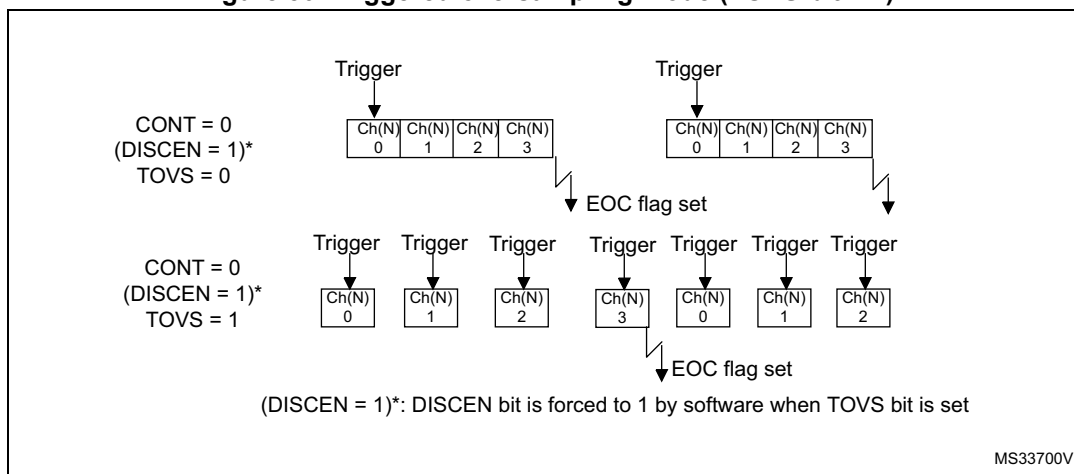 Trigger Trigger
CONT = 0
(DISCEN = 1)*
TOVS = 0
Ch(N) Ch(N) Ch(N) Ch(N)
0 1 2 3
Ch(N) Ch(N) Ch(N) Ch(N)
0 1 2 3
EOC flag set
Trigger Trigger Trigger Trigger Trigger Trigger Trigger
CONT = 0
(DISCEN = 1)*
TOVS = 1
Ch(N) Ch(N) Ch(N) Ch(N) Ch(N) Ch(N) Ch(N)
0 1 2 3 0 1 2
EOC flag set
(DISCEN = 1)*: DISCEN bit is forced to 1 by software when TOVS bit is set
MS33700V